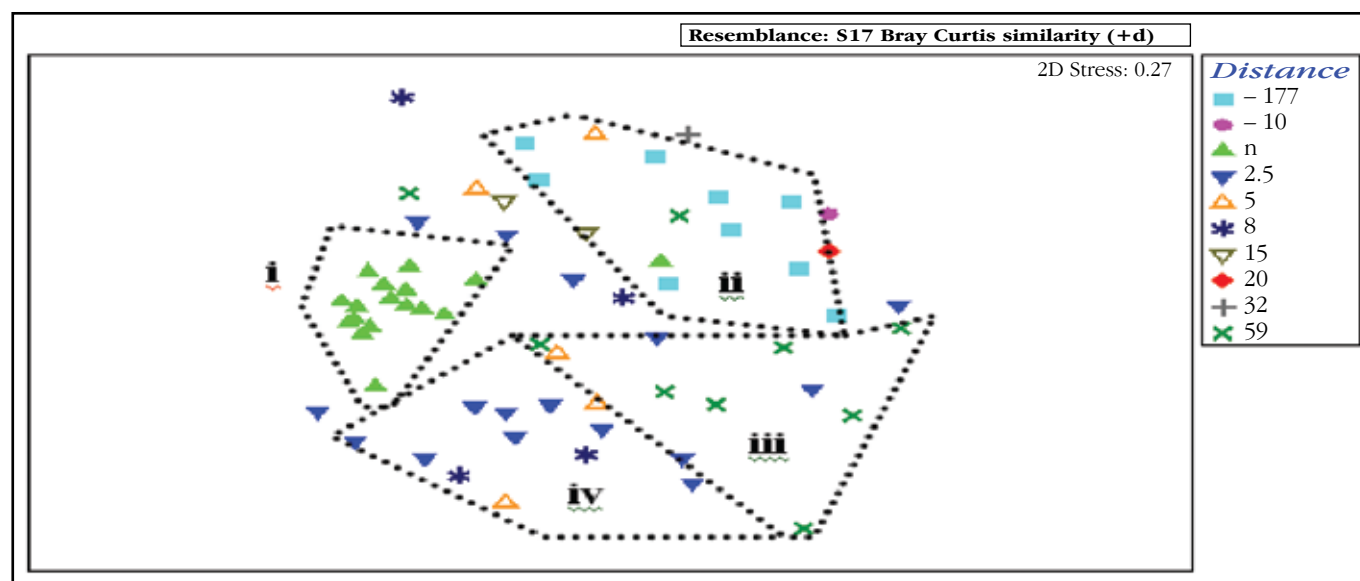 Resemblance: S17 Bray Curtis similarity (+d)
2D Stress: 0.27
Distance
– 177
– 10
n
2.5
5
8
15
20
32
59
i
ii
iii
iv